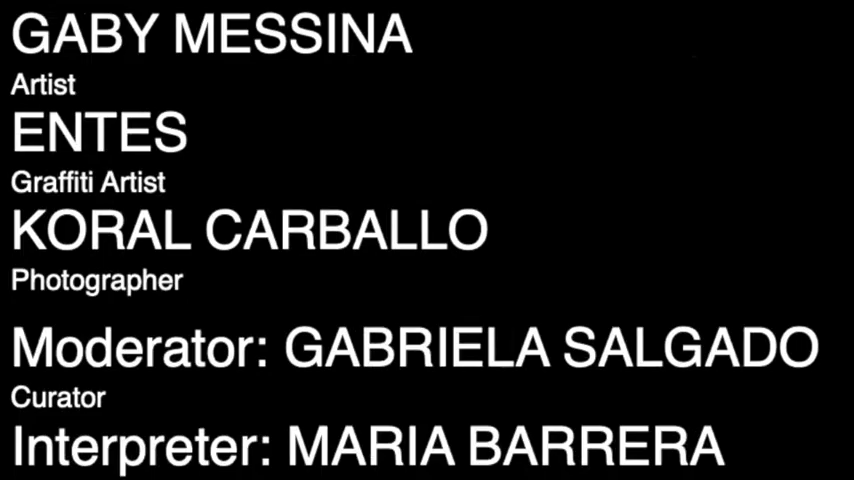 GABY MESSINA
Artist
ENTES
Graffiti Artist
KORAL CARBALLO
Photographer
Moderator: GABRIELA SALGADO
Curator
Interpreter: MARIA BARRERA